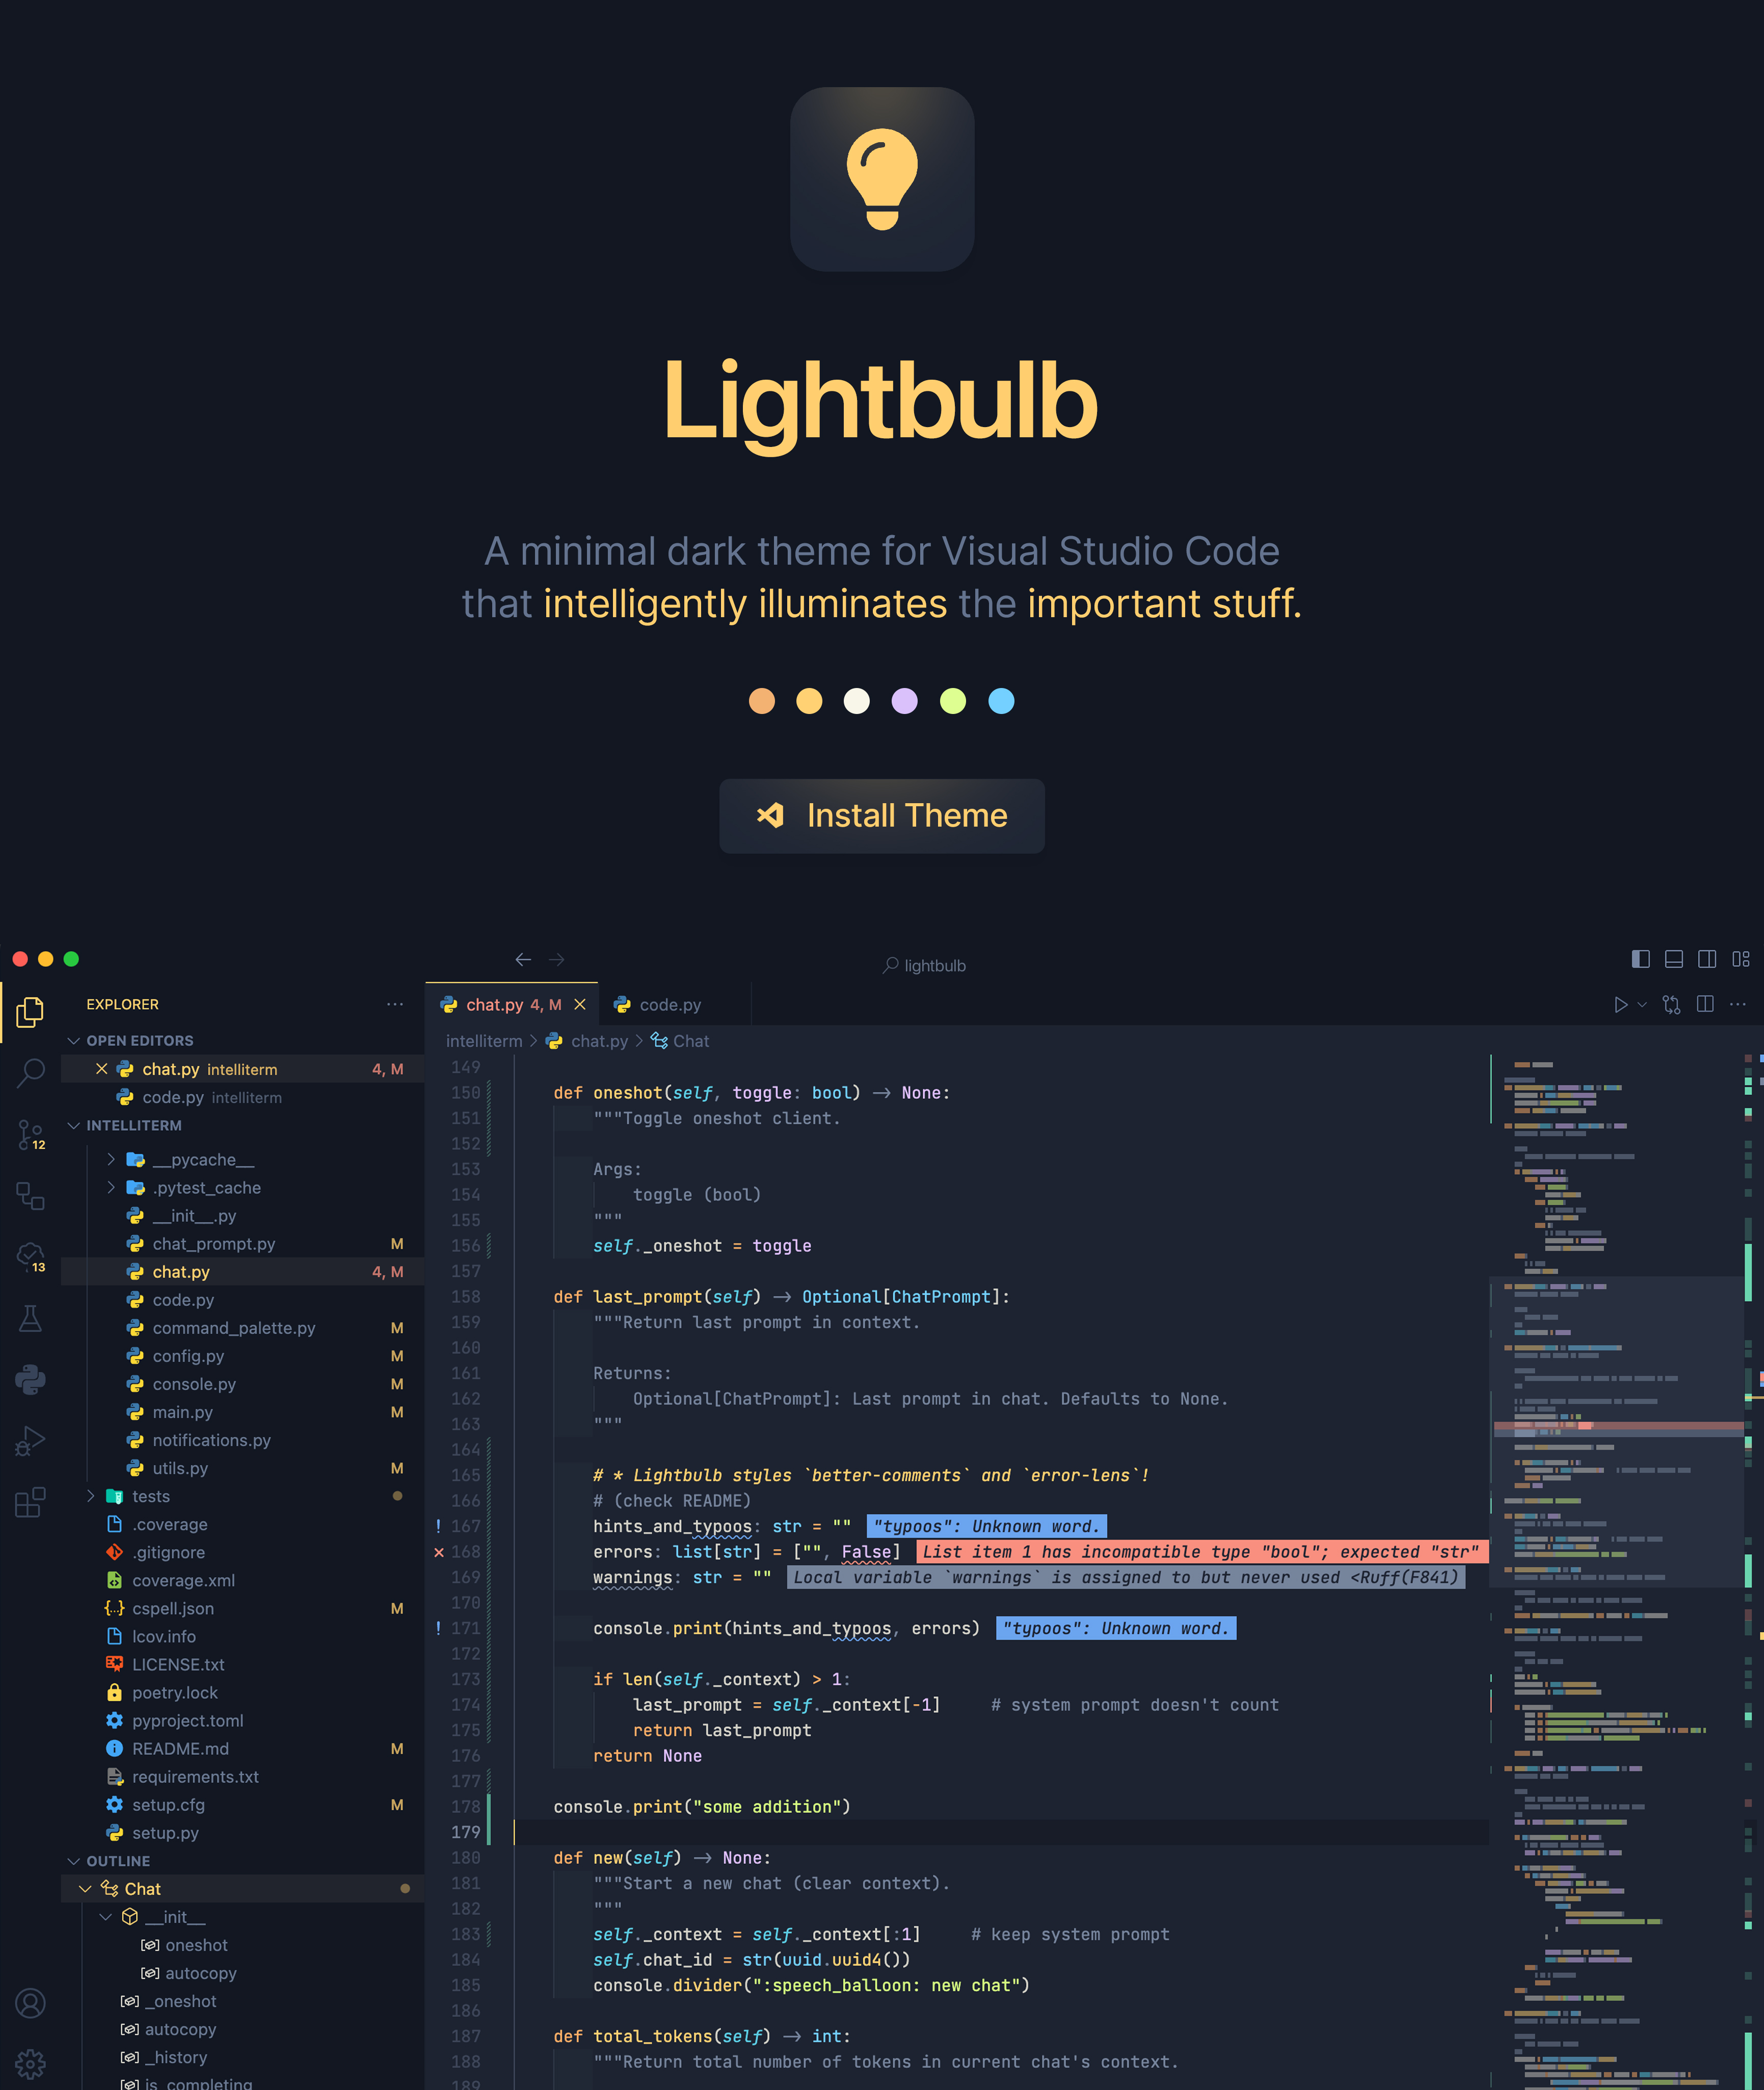 Lightbulb
A minimal dark theme for Visual Studio Code
that intelligently illuminates the important stuff.
Install Theme
lightbulb
EXPLORER
OPEN EDITORS
chat.py intelliterm 4, M
code.py intelliterm
INTELLITERM
__pycache__
.pytest_cache
__init__.py
chat_prompt.py M
chat.py 4, M
code.py
command_palette.py M
config.py M
console.py M
main.py M
notifications.py
utils.py M
tests
.coverage
.gitignore
coverage.xml
cspell.json M
lcov.info
LICENSE.txt
poetry.lock
pyproject.toml
README.md M
requirements.txt
setup.cfg M
setup.py
OUTLINE
Chat
__init__
oneshot
autocopy
_oneshot
autocopy
_history
is_completing
12
13
chat.py 4, M
code.py
intelliterm > chat.py > Chat
149
150 def oneshot(self, toggle: bool) -> None:
151 """Toggle oneshot client.
152
153 Args:
154 toggle (bool)
155 """
156 self._oneshot = toggle
157
158 def last_prompt(self) -> Optional[ChatPrompt]:
159 """Return last prompt in context.
160
161 Returns:
162 Optional[ChatPrompt]: Last prompt in chat. Defaults to None.
163 """
164
165 # * Lightbulb styles `better-comments` and `error-lens`!
166 # (check README)
! 167 hints_and_typoos: str = "" "typoos": Unknown word.
168 errors: list[str] = ["", False] List item 1 has incompatible type "bool"; expected "str"
169 warnings: str = "" Local variable `warnings` is assigned to but never used <Ruff(F841)
170
! 171 console.print(hints_and_typoos, errors) "typoos": Unknown word.
172
173 if len(self._context) > 1:
174 last_prompt = self._context[-1] # system prompt doesn't count
175 return last_prompt
176 return None
177
178 console.print("some addition")
179
180 def new(self) -> None:
181 """Start a new chat (clear context).
182 """
183 self._context = self._context[:1] # keep system prompt
184 self.chat_id = str(uuid.uuid4())
185 console.divider(":speech_balloon: new chat")
186
187 def total_tokens(self) -> int:
188 """Return total number of tokens in current chat's context.
189